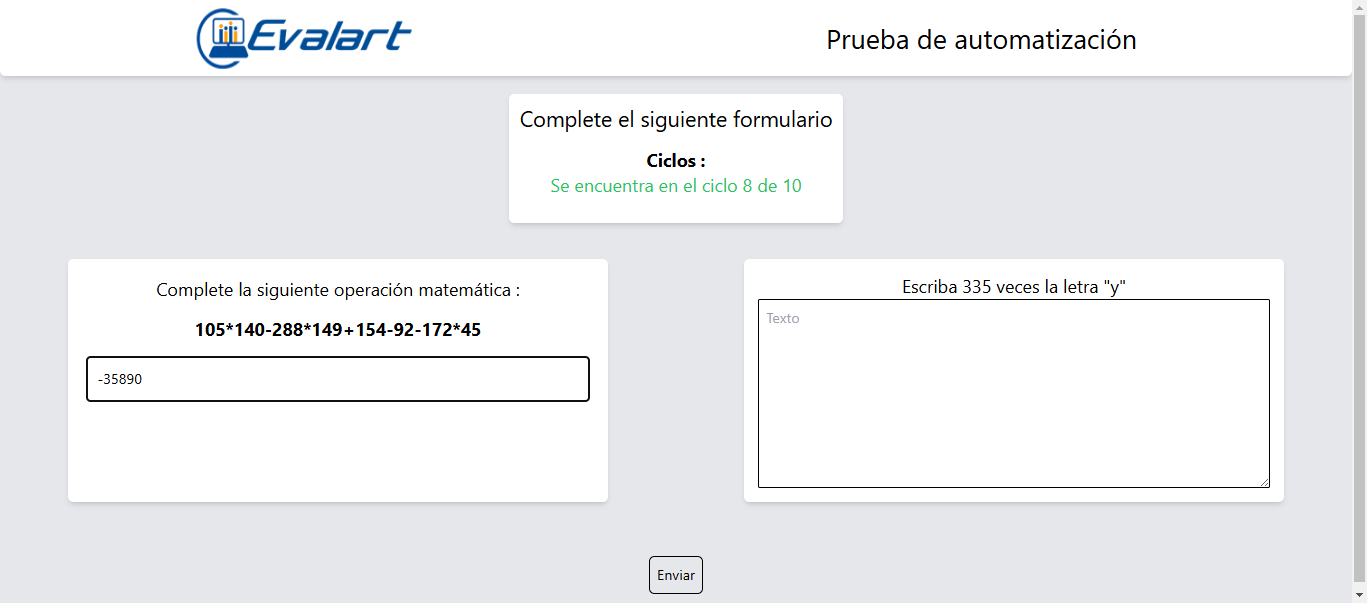 Evalart
Prueba de automatización
Complete el siguiente formulario
Ciclos :
Se encuentra en el ciclo 8 de 10
Complete la siguiente operación matemática :
105*140-288*149+154-92-172*45
-35890
Escriba 335 veces la letra "y"
Texto
Enviar